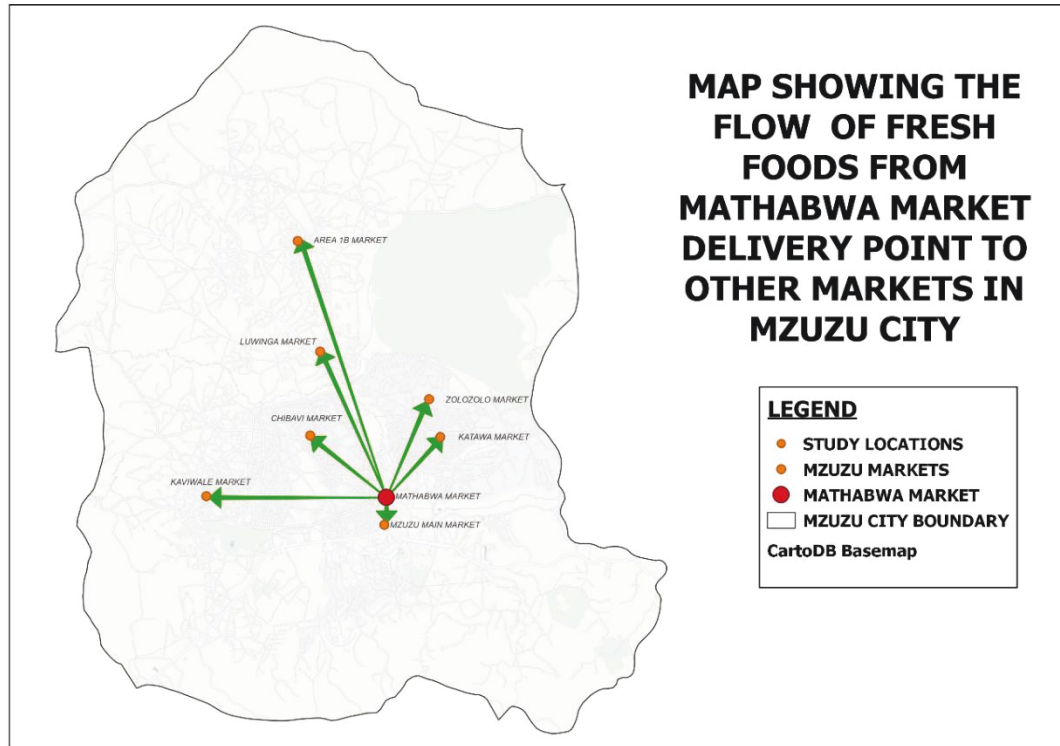 MAP SHOWING THE
FLOW OF FRESH
FOODS FROM
MATHABWA MARKET
DELIVERY POINT TO
OTHER MARKETS IN
MZUZU CITY
AREA 1B MARKET
LUWINGA MARKET
ZOLOZOLO MARKET
CHIBAVI MARKET
KATAWA MARKET
KAVIWALE MARKET
MATHABWA MARKET
MZUZU MAIN MARKET
LEGEND
STUDY LOCATIONS
MZUZU MARKETS
MATHABWA MARKET
MZUZU CITY BOUNDARY
CartoDB Basemap